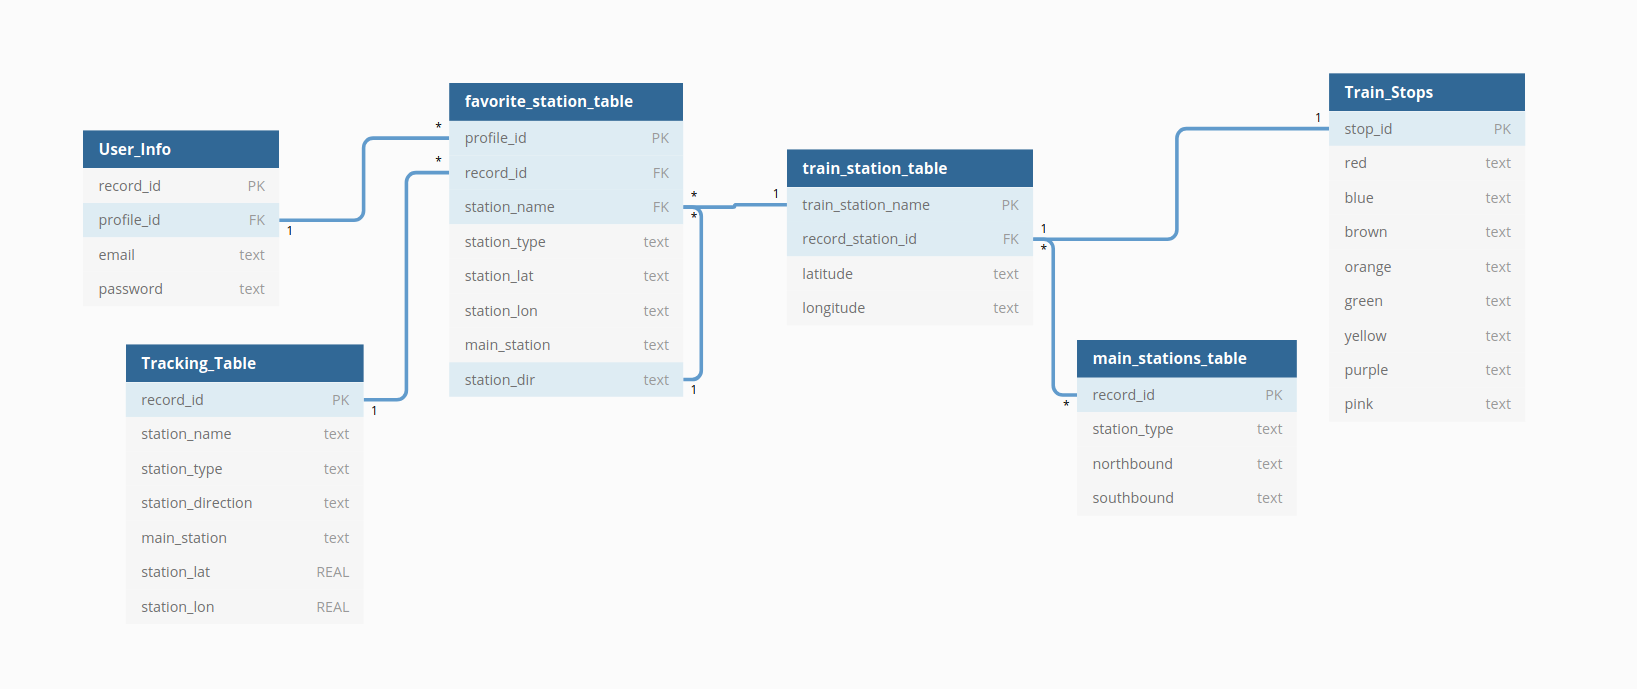 User_Info
record_id PK
profile_id FK
email text
password text
1
Tracking_Table
record_id PK
station_name text
station_type text
station_direction text
main_station text
station_lat REAL
station_lon REAL
1
favorite_station_table
* profile_id PK
* record_id FK
station_name FK
station_type text
station_lat text
station_lon text
main_station text
station_dir text
*
*
1
train_station_table
1 train_station_name PK
record_station_id FK
latitude text
longitude text
1
*
main_stations_table
* record_id PK
station_type text
northbound text
southbound text
Train_Stops
1 stop_id PK
red text
blue text
brown text
orange text
green text
yellow text
purple text
pink text